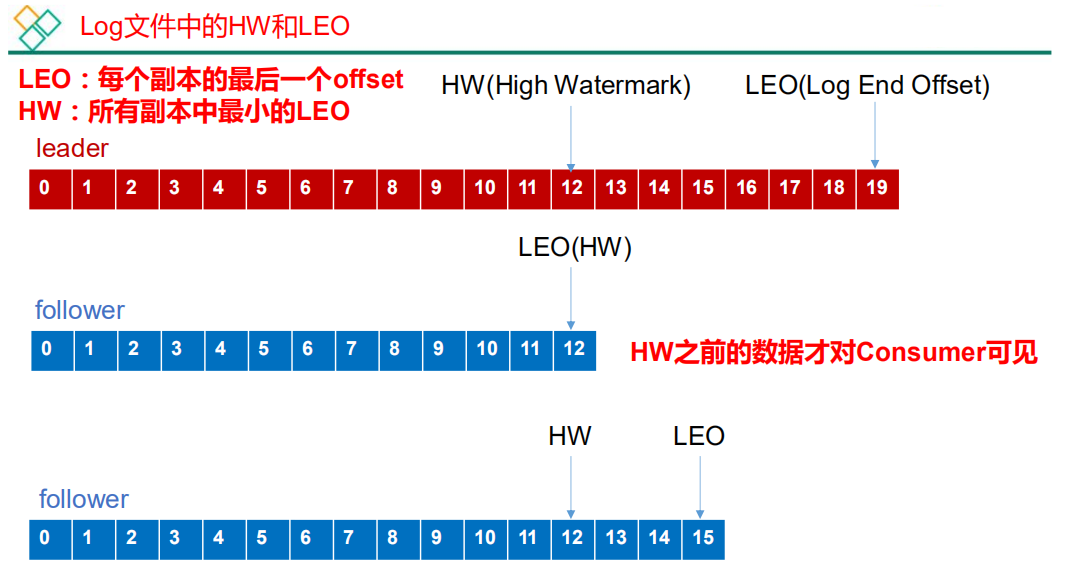 Log文件中的HW和LEO
LEO：每个副本的最后一个offset
HW：所有副本中最小的LEO
HW(High Watermark)
LEO(Log End Offset)
leader
0 1 2 3 4 5 6 7 8 9 10 11 12 13 14 15 16 17 18 19
LEO(HW)
follower
0 1 2 3 4 5 6 7 8 9 10 11 12
HW之前的数据才对Consumer可见
HW
LEO
follower
0 1 2 3 4 5 6 7 8 9 10 11 12 13 14 15